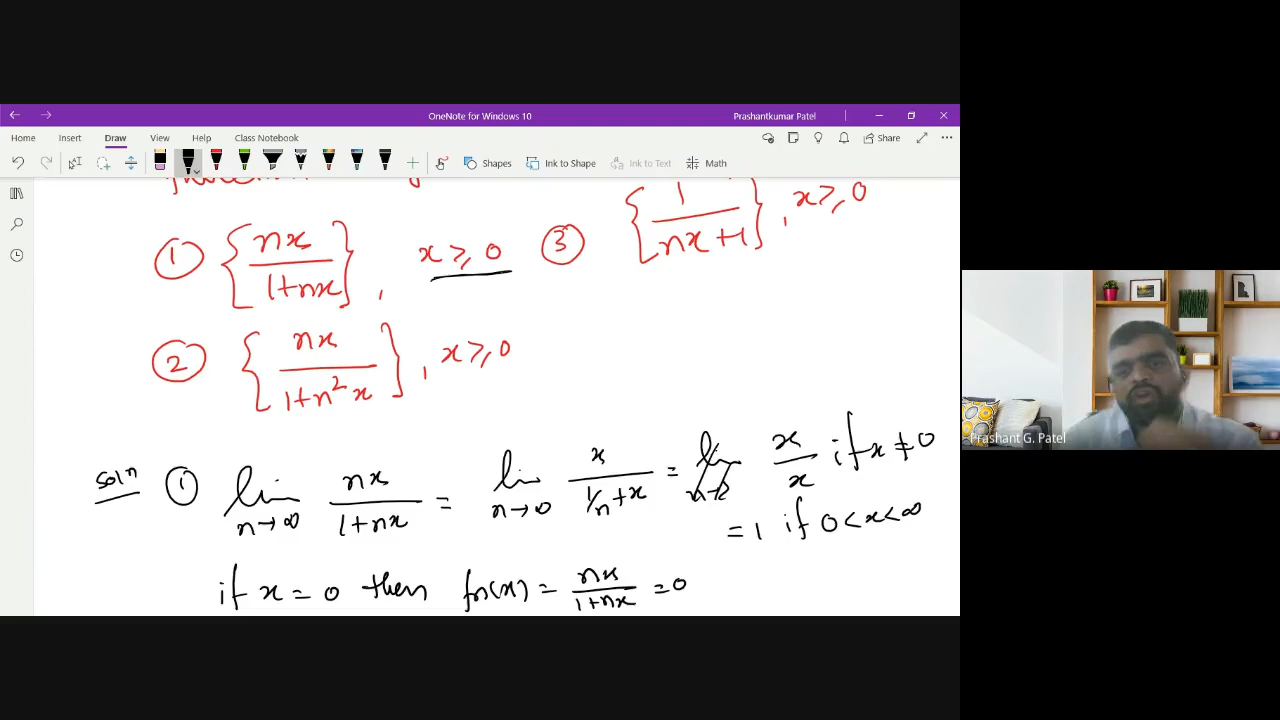 OneNote for Windows 10
Prashantkumar Patel
Home Insert Draw View Help Class Notebook
Share
Shapes Ink to Shape Ink to Text Math
① {nx/(1+nx)}, x ≥ 0
③ {1/(nx+1)}, x ≥ 0
② {nx/(1+n²x)}, x ≥ 0
Soln ① lim n→∞ nx/(1+nx) = lim n→∞ x/(1/n+x) = x/x if x ≠ 0
= 1 if 0 < x < ∞
if x = 0 then fn(x) = nx/(1+nx) = 0
Prashant G. Patel